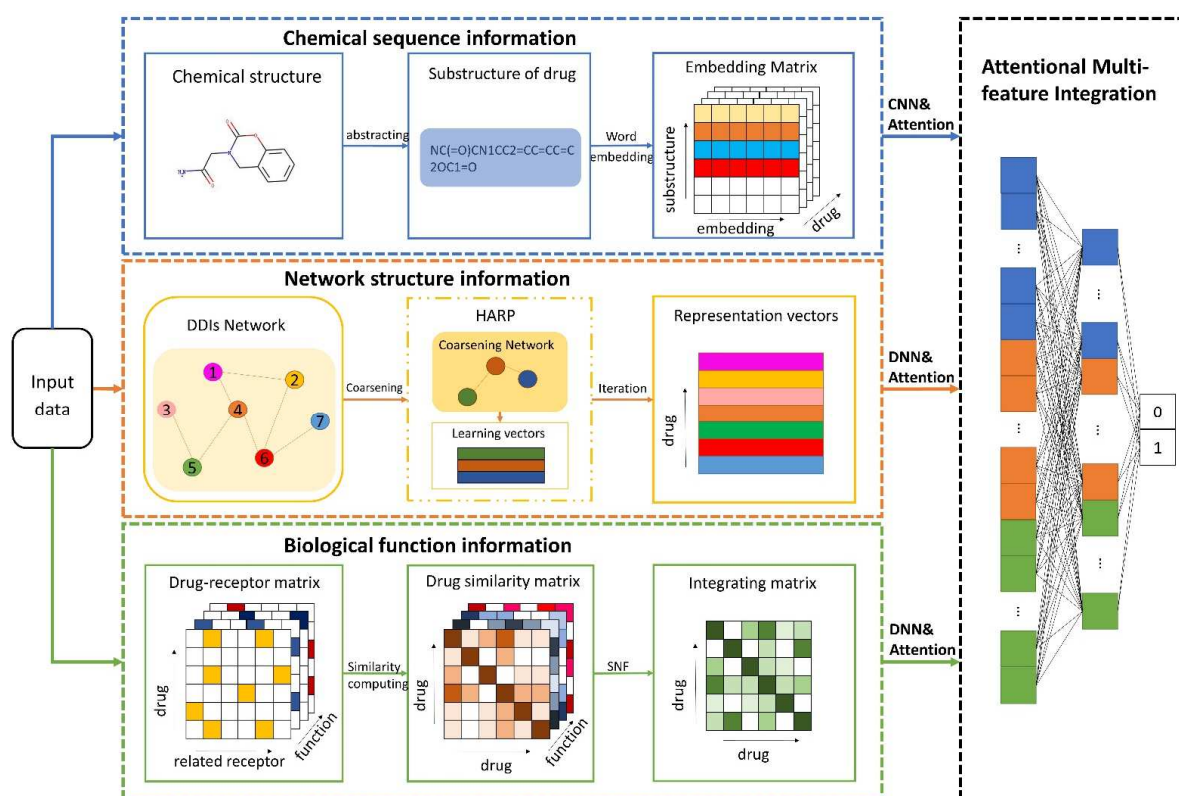 Input
data
Chemical sequence information
Chemical structure
abstracting
Substructure of drug
NC(=O)CN1CC2=CC=CC=C
2OC1=O
Word
embedding
Embedding Matrix
substructure
embedding
drug
CNN&
Attention
Network structure information
DDIs Network
1
2
3
4
5
6
7
Coarsening
HARP
Coarsening Network
Learning vectors
Iteration
Representation vectors
drug
DNN&
Attention
Biological function information
Drug-receptor matrix
drug
related receptor
function
Similarity
computing
Drug similarity matrix
drug
function
SNF
Integrating matrix
drug
drug
DNN&
Attention
Attentional Multi-
feature Integration
...
...
...
...
...
...
0
1